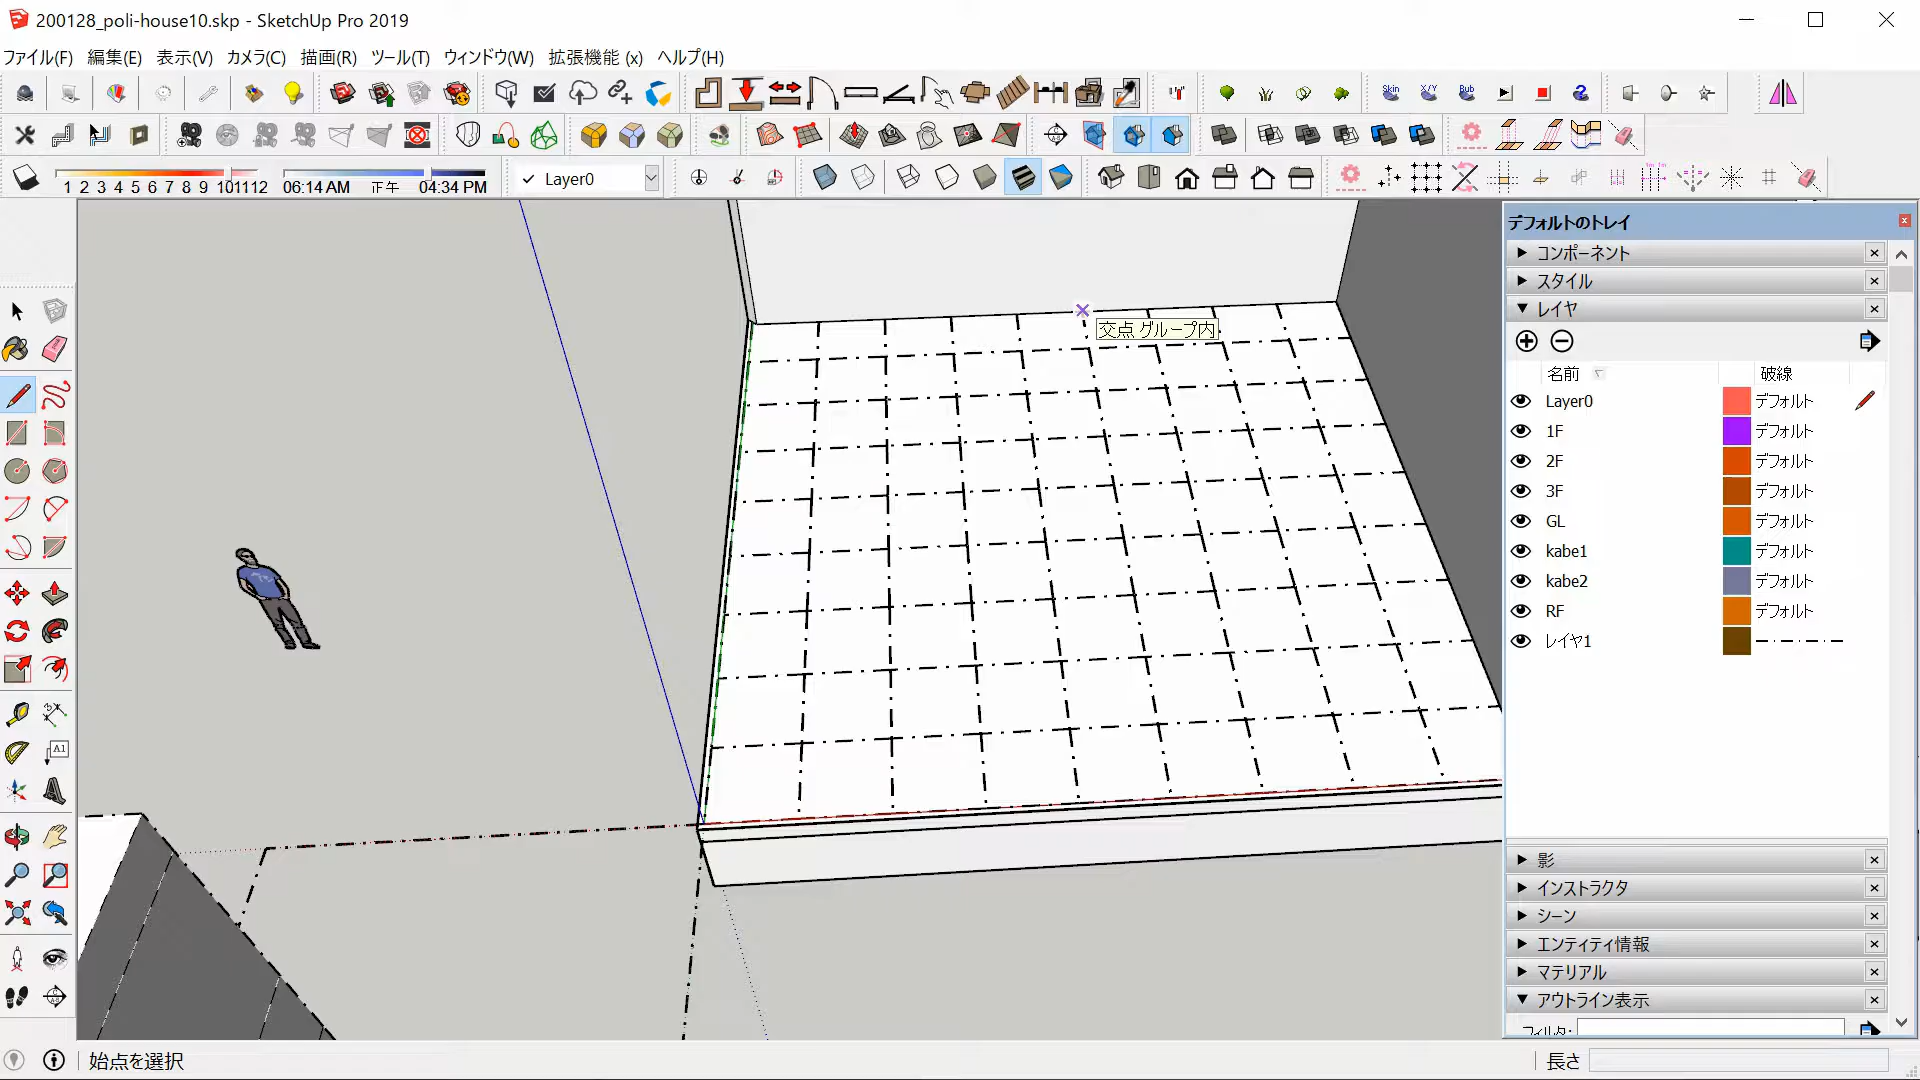 200128_poli-house10.skp - SketchUp Pro 2019
ファイル(F) 編集(E) 表示(V) カメラ(C) 描画(R) ツール(T) ウィンドウ(W) 拡張機能 (x) ヘルプ(H)
Skin X/Y Bub
1 2 3 4 5 6 7 8 9 101112 06:14 AM 正午 04:34 PM Layer0
デフォルトのトレイ
コンポーネント
スタイル
レイヤ
名前 破線
Layer0 デフォルト
1F デフォルト
2F デフォルト
3F デフォルト
GL デフォルト
kabe1 デフォルト
kabe2 デフォルト
RF デフォルト
レイヤ1
交点 グループ内
A1
影
インストラクタ
シーン
エンティティ情報
マテリアル
アウトライン表示
フィルタ:
始点を選択 長さ